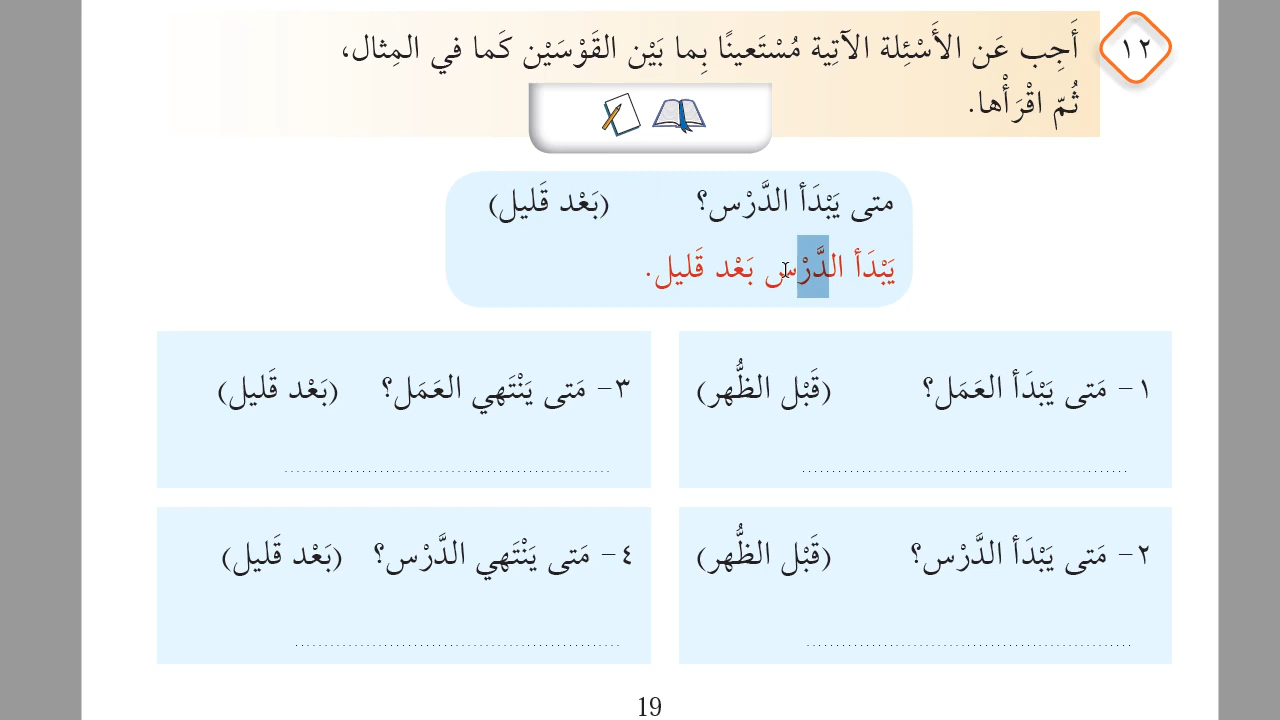 ١٢
أَجِب عَن الأَسْئِلة الآتِية مُسْتَعينًا بِما بَيْن القَوْسَيْن كَما في المِثال،
ثُمّ اقْرَأْها.
متى يَبْدَأ الدَّرْس؟ (بَعْد قَليل)
يَبْدَأ الدَّرْس بَعْد قَليل.
١- مَتى يَبْدَأ العَمَل؟ (قَبْل الظُّهر)
٣- مَتى يَنْتَهي العَمَل؟ (بَعْد قَليل)
٢- مَتى يَبْدَأ الدَّرْس؟ (قَبْل الظُّهر)
٤- مَتى يَنْتَهي الدَّرْس؟ (بَعْد قَليل)
19